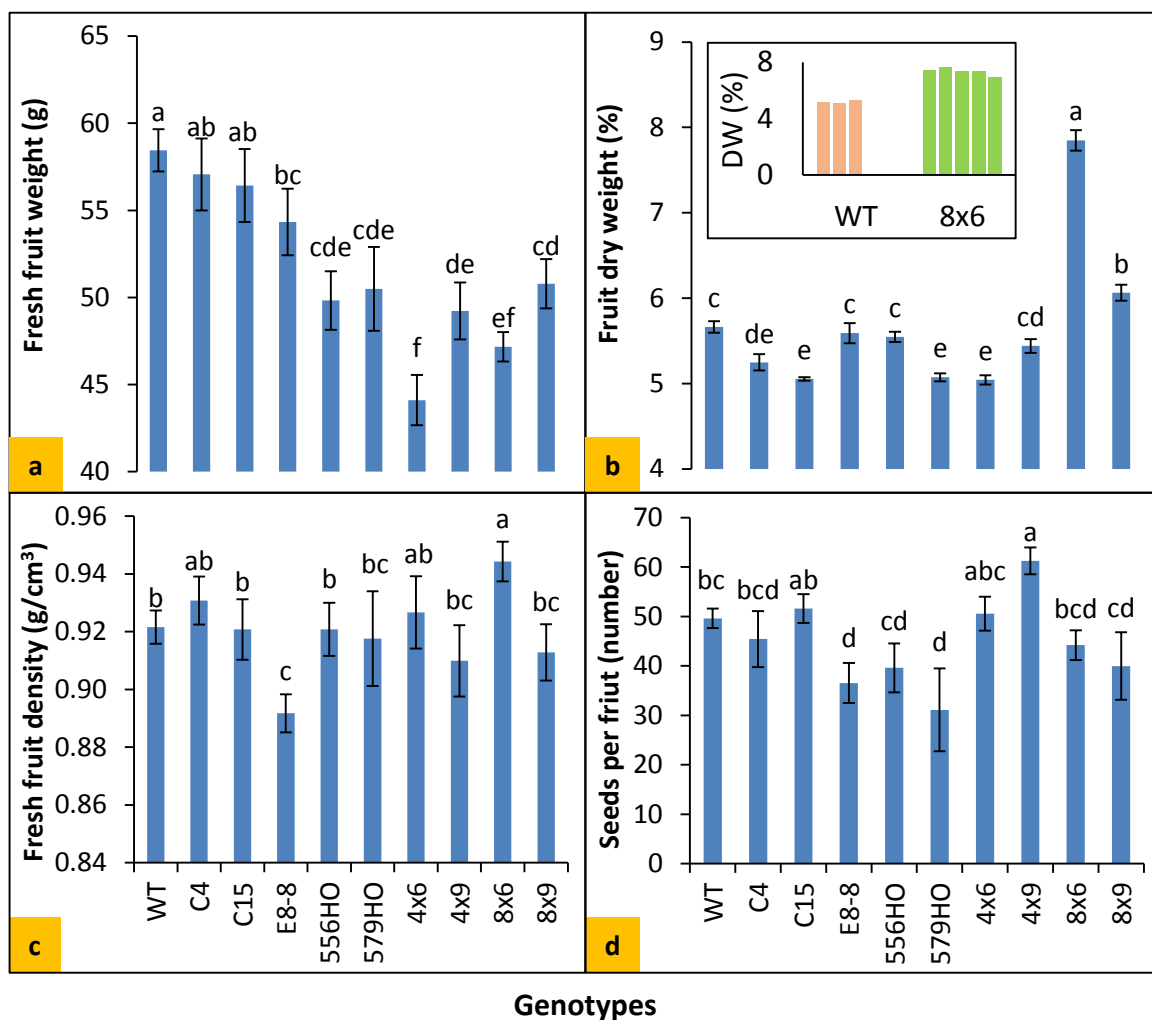 Fresh fruit weight (g)
65
60
55
50
45
40
a
ab
ab
bc
cde
cde
f
de
ef
cd
a
Fruit dry weight (%)
9
8
7
6
5
4
DW (%)
8
4
0
WT 8x6
c
de
e
c
c
e
e
cd
a
b
b
Fresh fruit density (g/cm³)
0.96
0.94
0.92
0.90
0.88
0.86
0.84
b
ab
b
c
b
bc
ab
bc
a
bc
WT
C4
C15
E8-8
556HO
579HO
4x6
4x9
8x6
8x9
c
Seeds per friut (number)
70
60
50
40
30
20
10
0
bc
bcd
ab
d
cd
d
abc
a
bcd
cd
WT
C4
C15
E8-8
556HO
579HO
4x6
4x9
8x6
8x9
d
Genotypes